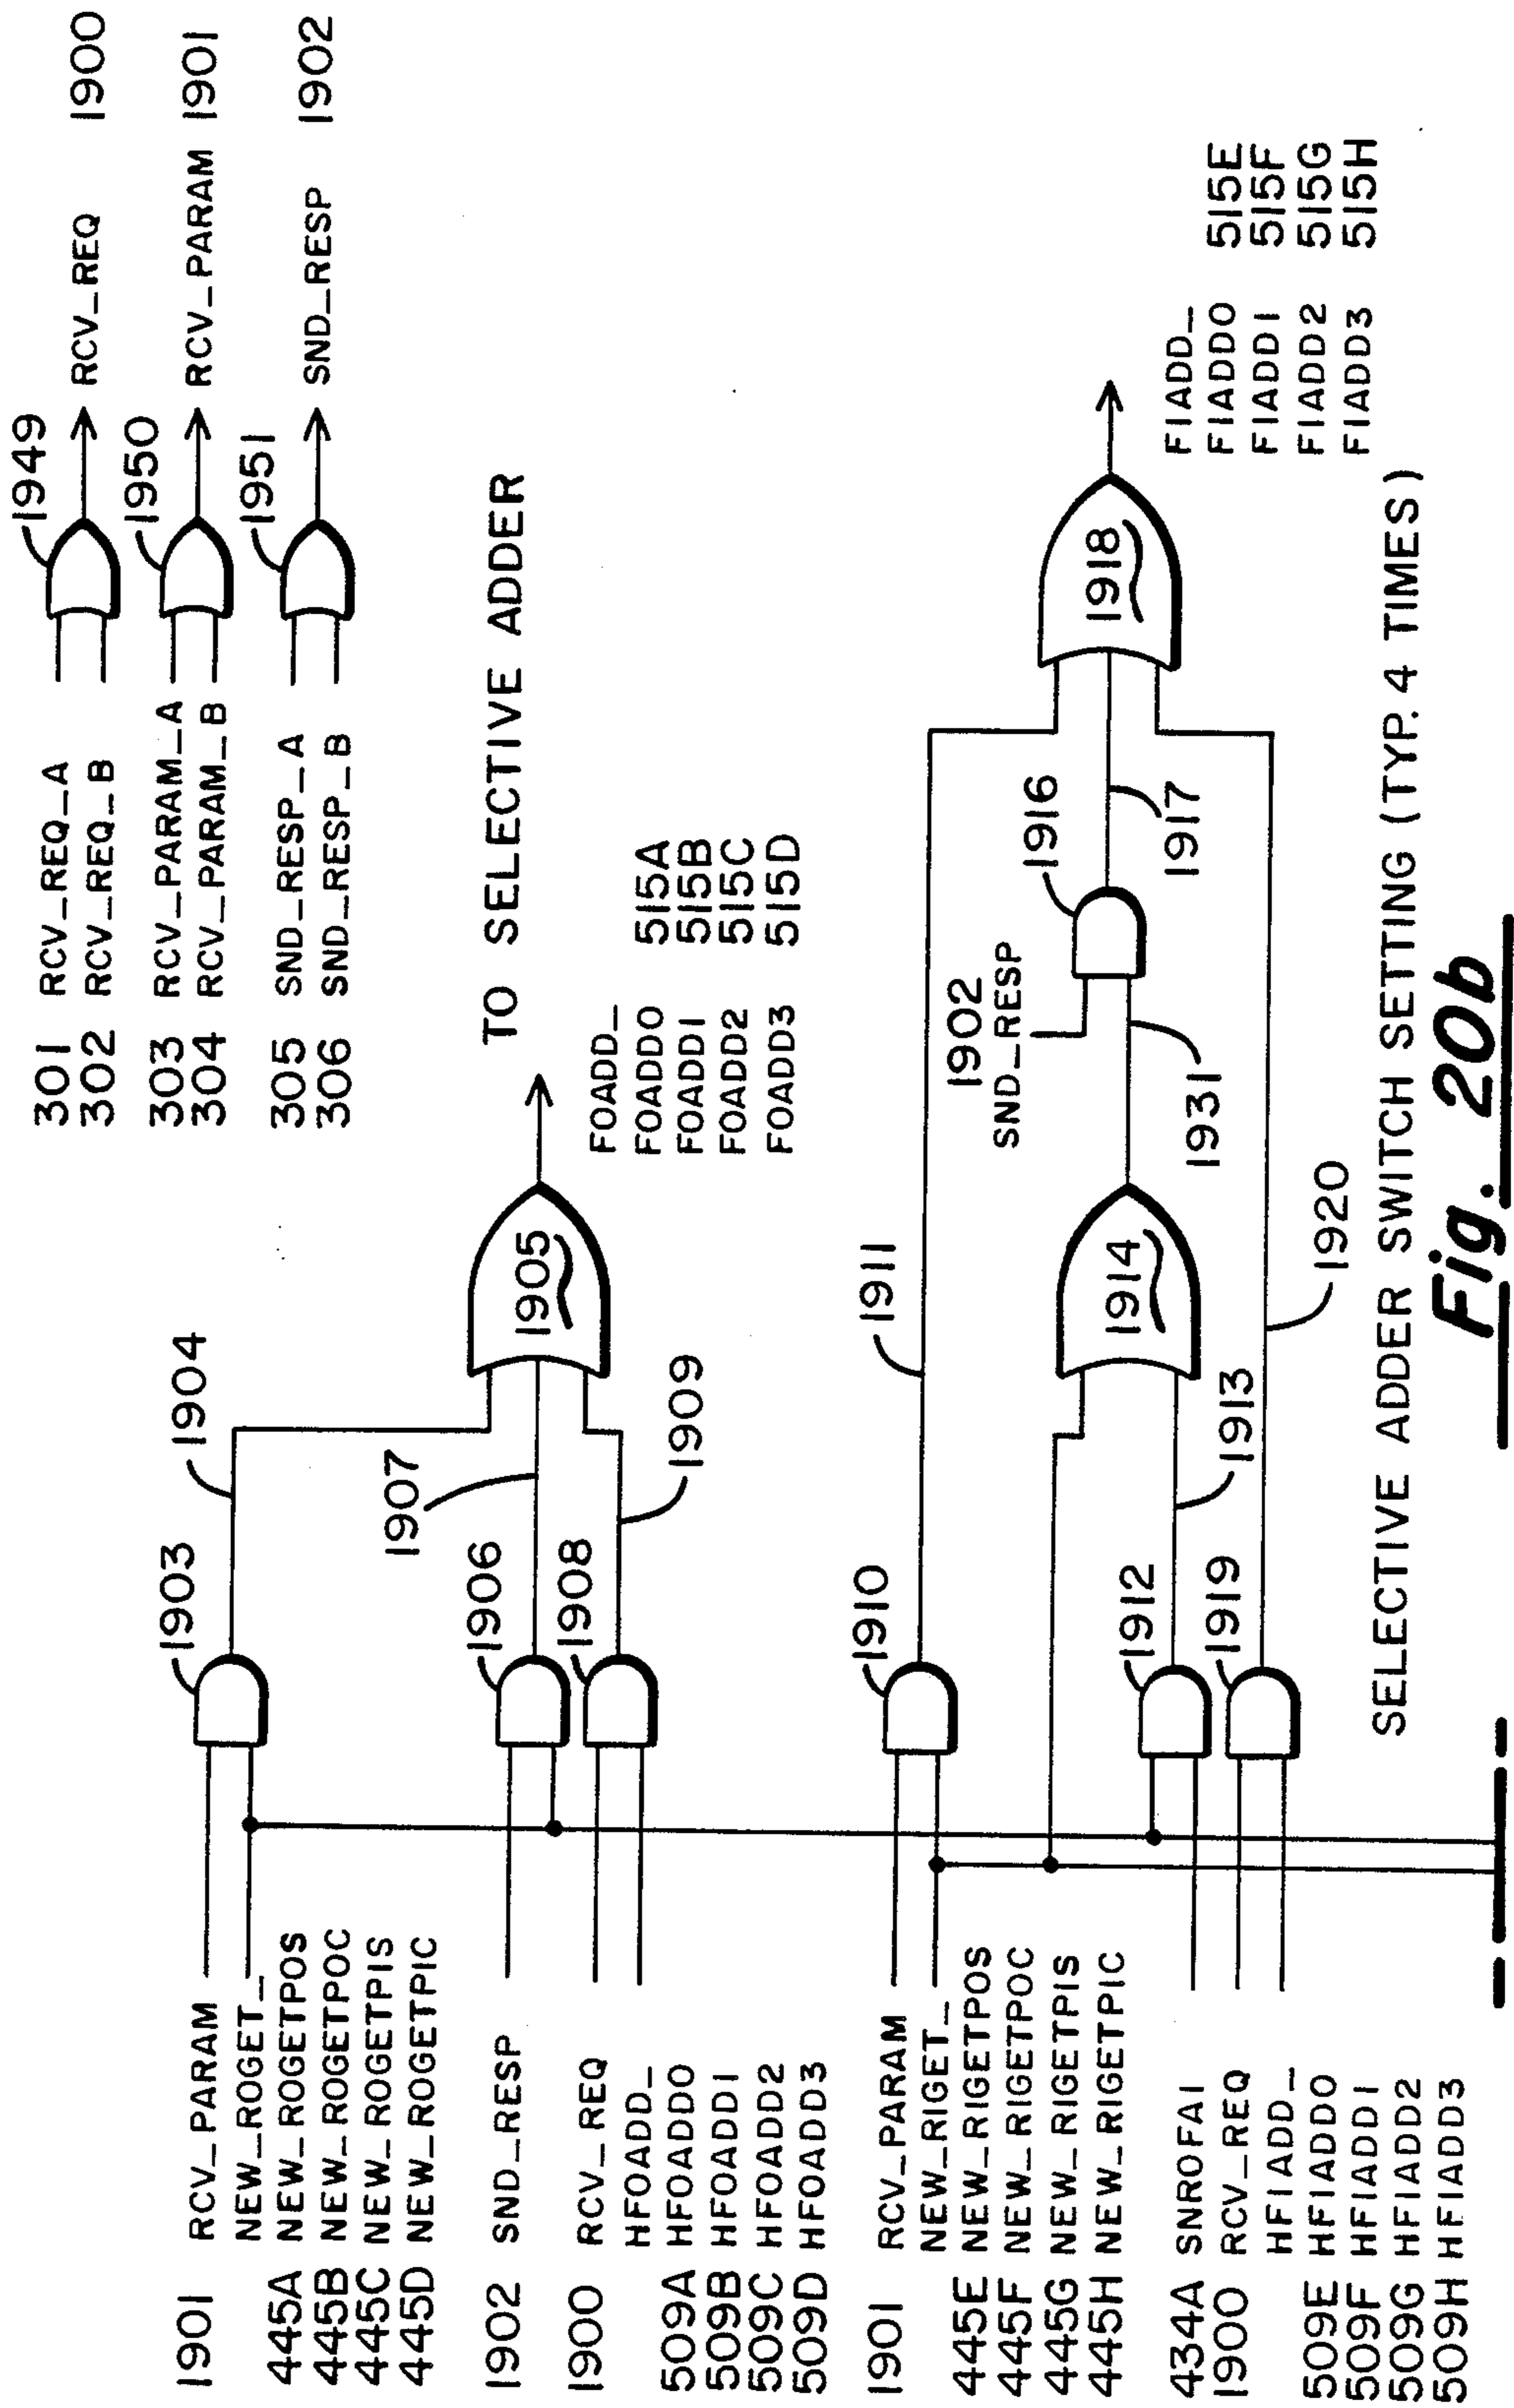 301 RCV_REQ_A
302 RCV_REQ_B
1949
RCV_REQ 1900
303 RCV_PARAM_A
304 RCV_PARAM_B
1950
RCV_PARAM 1901
305 SND_RESP_A
306 SND_RESP_B
1951
SND_RESP 1902
1901 RCV_PARAM
NEW_ROGET_
445A NEW_ROGETPOS
445B NEW_ROGETPOC
445C NEW_ROGETPIS
445D NEW_ROGETPIC
1903
1904
1902 SND_RESP
1906
1907
1900 RCV_REQ
HFOADD_
509A HFOADD0
509B HFOADD1
509C HFOADD2
509D HFOADD3
1908
1909
1905
TO SELECTIVE ADDER
FOADD_
FOADD0 515A
FOADD1 515B
FOADD2 515C
FOADD3 515D
1901 RCV_PARAM
NEW_RIGET_
445E NEW_RIGETPOS
445F NEW_RIGETPOC
445G NEW_RIGETPIS
445H NEW_RIGETPIC
1910
1911
434A SNROFAI
1900 RCV_REQ
HFIADD_
509E HFIADD0
509F HFIADD1
509G HFIADD2
509H HFIADD3
1912
1913
1919
1920
1914
1931
1902
SND_RESP
1916
1917
1918
FIADD_
FIADD0 515E
FIADD1 515F
FIADD2 515G
FIADD3 515H
SELECTIVE ADDER SWITCH SETTING (TYP. 4 TIMES)
Fig. 20b